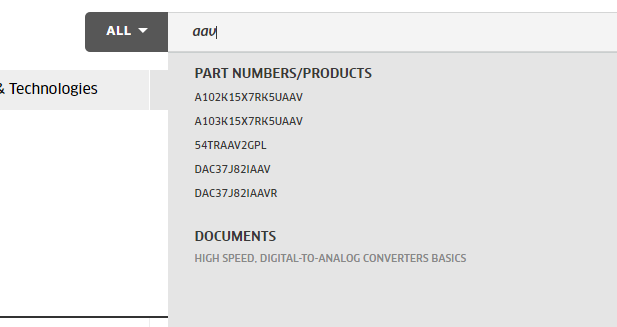 ALL
aav
& Technologies
PART NUMBERS/PRODUCTS
A102K15X7RK5UAAV
A103K15X7RK5UAAV
54TRAAV2GPL
DAC37J82IAAV
DAC37J82IAAVR
DOCUMENTS
HIGH SPEED, DIGITAL-TO-ANALOG CONVERTERS BASICS